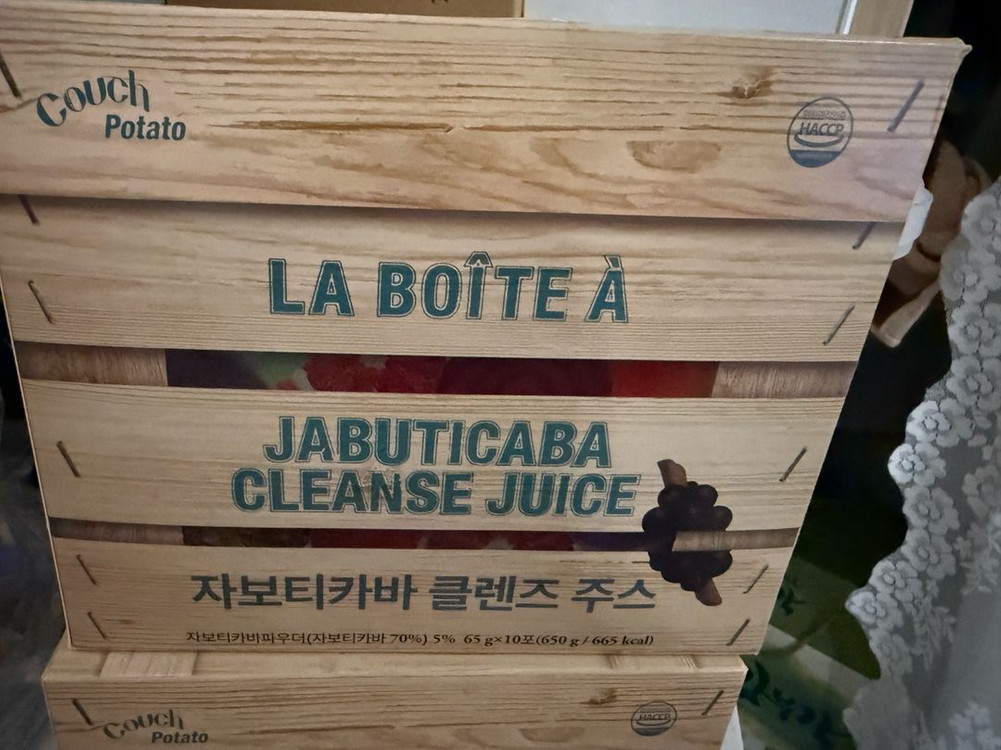 Couch
Potato
HACCP
LA BOÎTE À
JABUTICABA
CLEANSE JUICE
자보티카바 클렌즈 주스
자보티카바파우더(자보티카바 70%) 5% 65 g×10포(650 g / 665 kcal)
Couch
Potato
HACCP